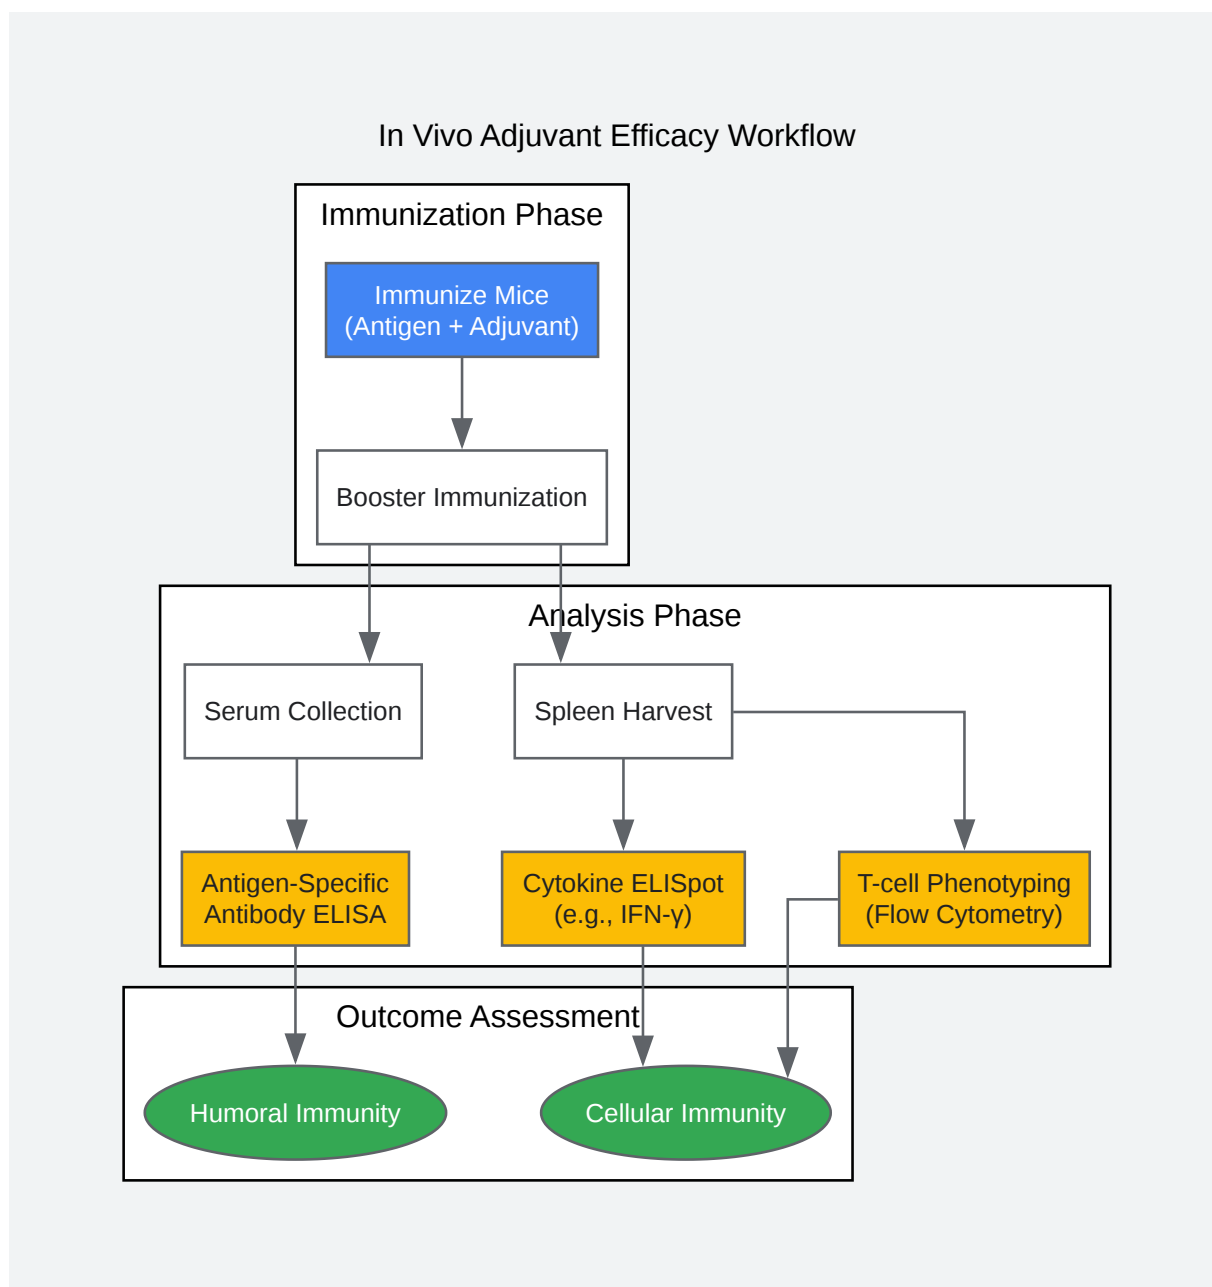 In Vivo Adjuvant Efficacy Workflow
Immunization Phase
Immunize Mice
(Antigen + Adjuvant)
Booster Immunization
Analysis Phase
Serum Collection
Spleen Harvest
Antigen-Specific
Antibody ELISA
Cytokine ELISpot
(e.g., IFN-γ)
T-cell Phenotyping
(Flow Cytometry)
Outcome Assessment
Humoral Immunity
Cellular Immunity